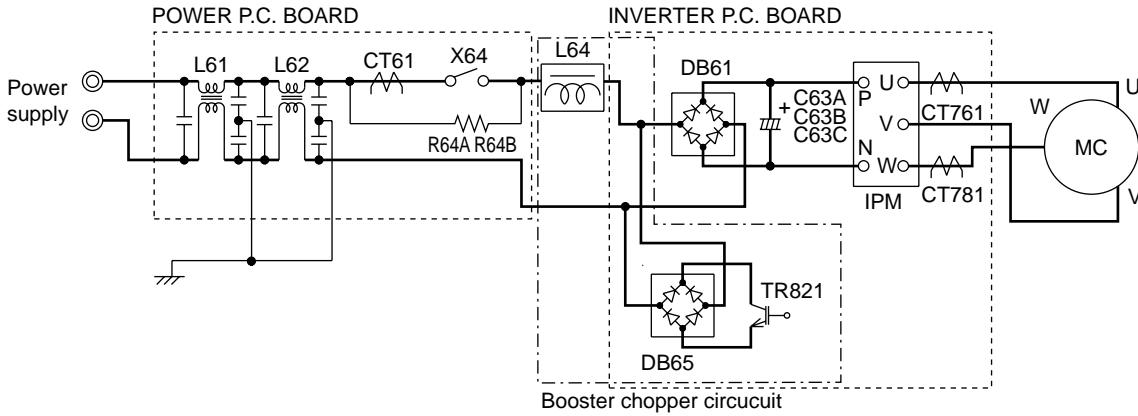 POWER P.C. BOARD
INVERTER P.C. BOARD
L61
L62
CT61
X64
L64
DB61
Power
supply
R64A R64B
+
C63A
C63B
C63C
P
N
U
V
W
IPM
CT761
CT781
W
U
V
MC
TR821
DB65
Booster chopper circucuit